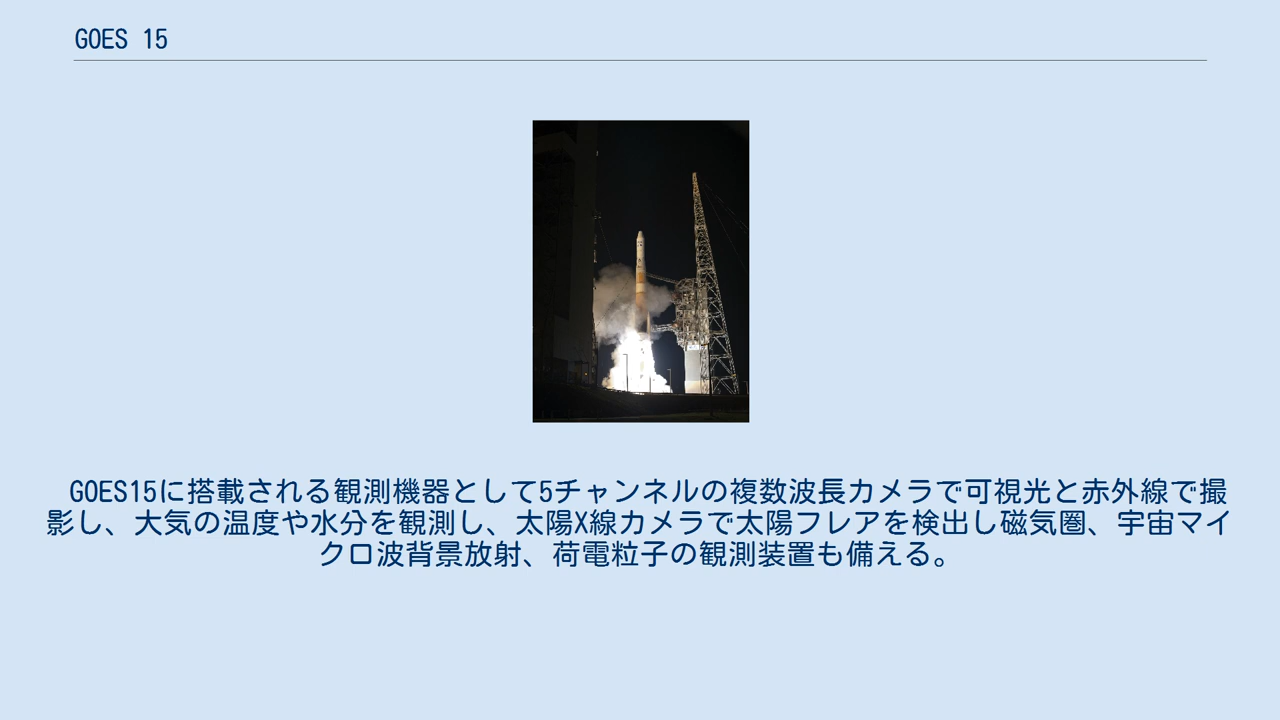 GOES 15
GOES15に搭載される観測機器として5チャンネルの複数波長カメラで可視光と赤外線で撮
影し、大気の温度や水分を観測し、太陽X線カメラで太陽フレアを検出し磁気圏、宇宙マイ
クロ波背景放射、荷電粒子の観測装置も備える。